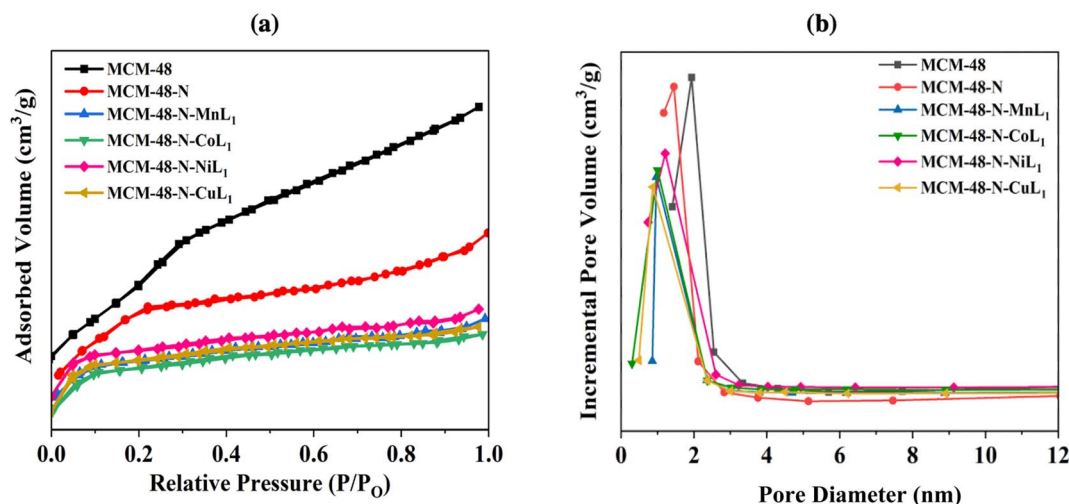 (a)
Adsorbed Volume (cm³/g)
MCM-48
MCM-48-N
MCM-48-N-MnL₁
MCM-48-N-CoL₁
MCM-48-N-NiL₁
MCM-48-N-CuL₁
0.0 0.2 0.4 0.6 0.8 1.0
Relative Pressure (P/P_O)
(b)
Incremental Pore Volume (cm³/g)
MCM-48
MCM-48-N
MCM-48-N-MnL₁
MCM-48-N-CoL₁
MCM-48-N-NiL₁
MCM-48-N-CuL₁
0 2 4 6 8 10 12
Pore Diameter (nm)